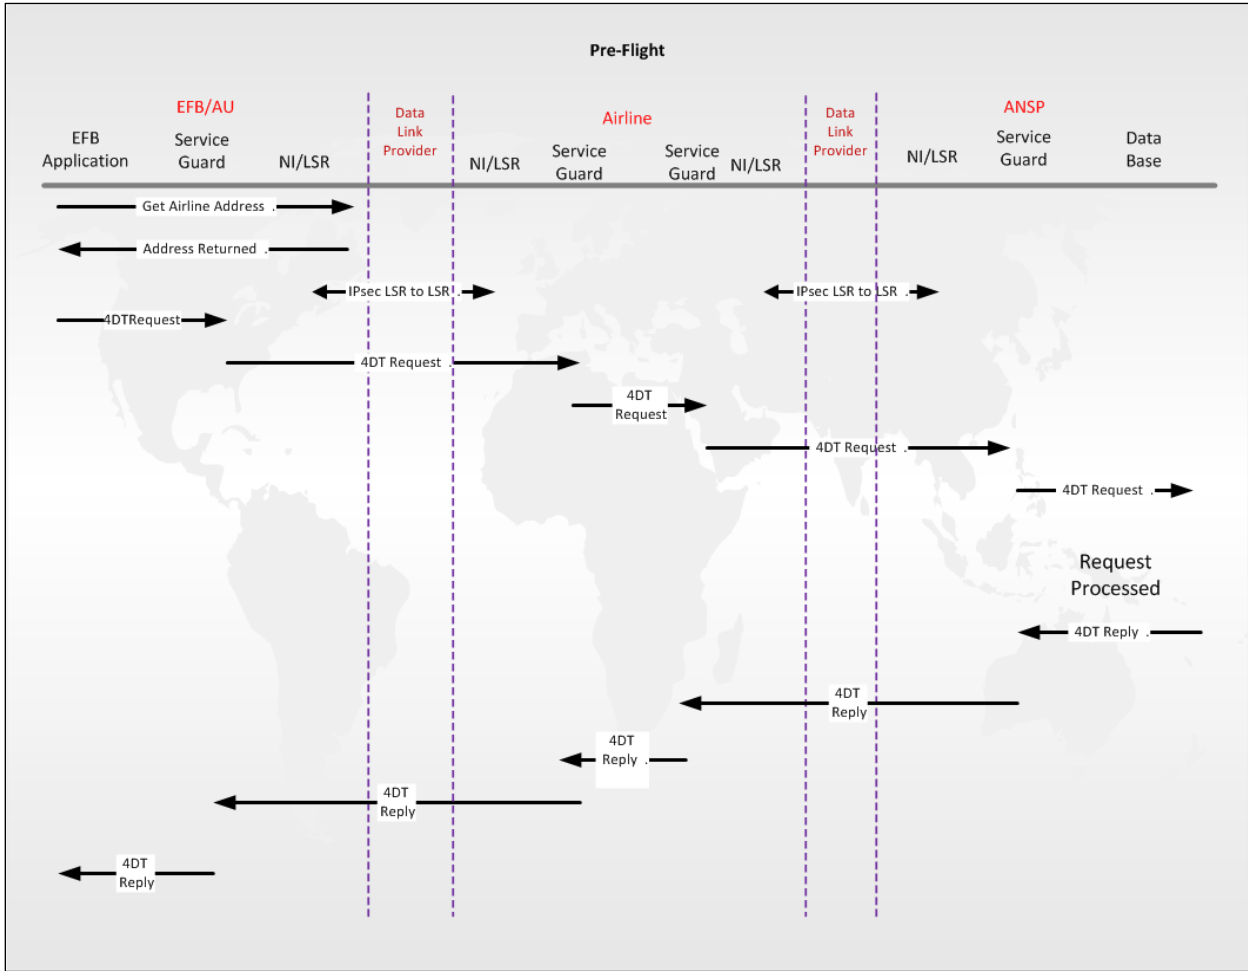 Pre-Flight
EFB/AU
Data
Link
Provider
Airline
Data
Link
Provider
ANSP
EFB
Application
Service
Guard
NI/LSR
NI/LSR
Service
Guard
Service
Guard
NI/LSR
NI/LSR
Service
Guard
Data
Base
Get Airline Address .
Address Returned .
IPsec LSR to LSR .
IPsec LSR to LSR .
4DTRequest
4DT Request .
4DT
Request
4DT Request .
4DT Request .
Request
Processed
4DT Reply .
4DT
Reply
4DT
Reply .
4DT
Reply
4DT
Reply